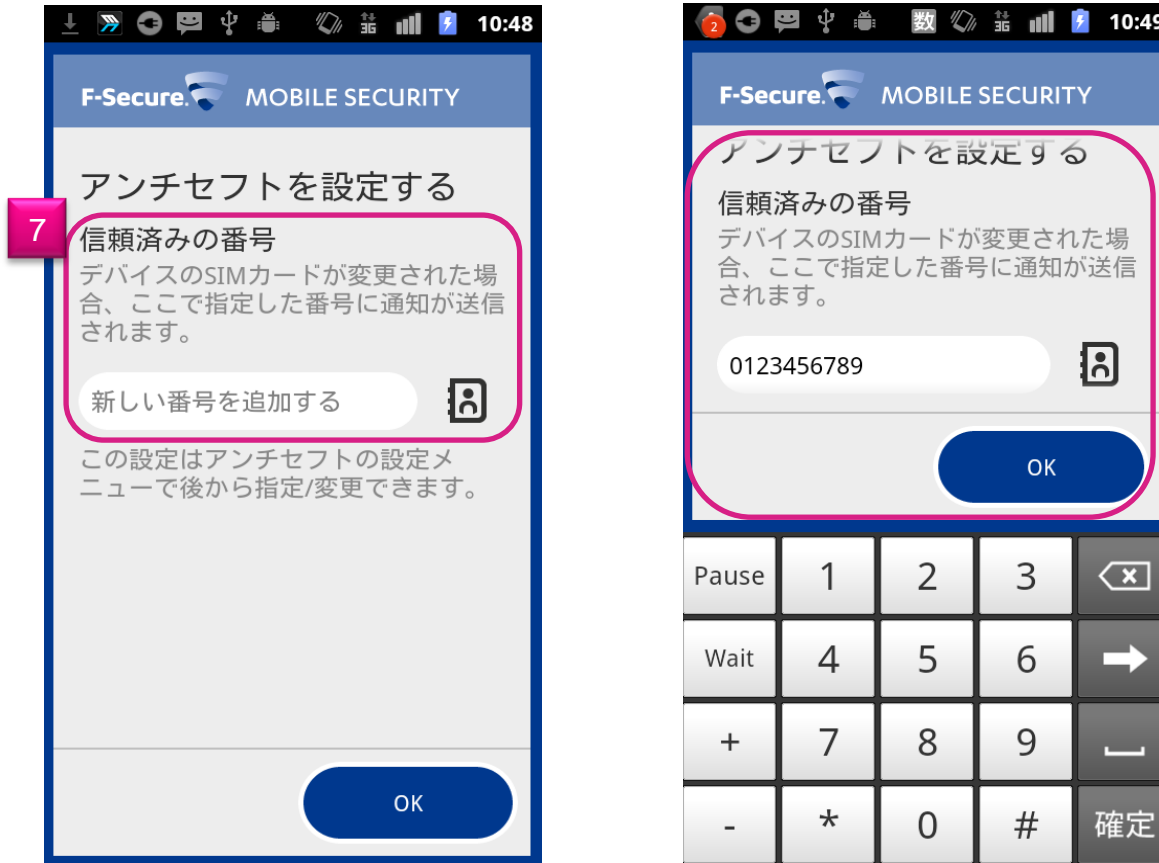 10:48
F-Secure. MOBILE SECURITY
7
アンチセフトを設定する
信頼済みの番号
デバイスのSIMカードが変更された場
合、ここで指定した番号に通知が送信
されます。
新しい番号を追加する
この設定はアンチセフトの設定メ
ニューで後から指定/変更できます。
OK
2
数
3G
10:49
F-Secure. MOBILE SECURITY
アンチセフトを設定する
信頼済みの番号
デバイスのSIMカードが変更された場
合、ここで指定した番号に通知が送信
されます。
0123456789
OK
Pause 1 2 3
Wait 4 5 6
+ 7 8 9
- * 0 # 確定